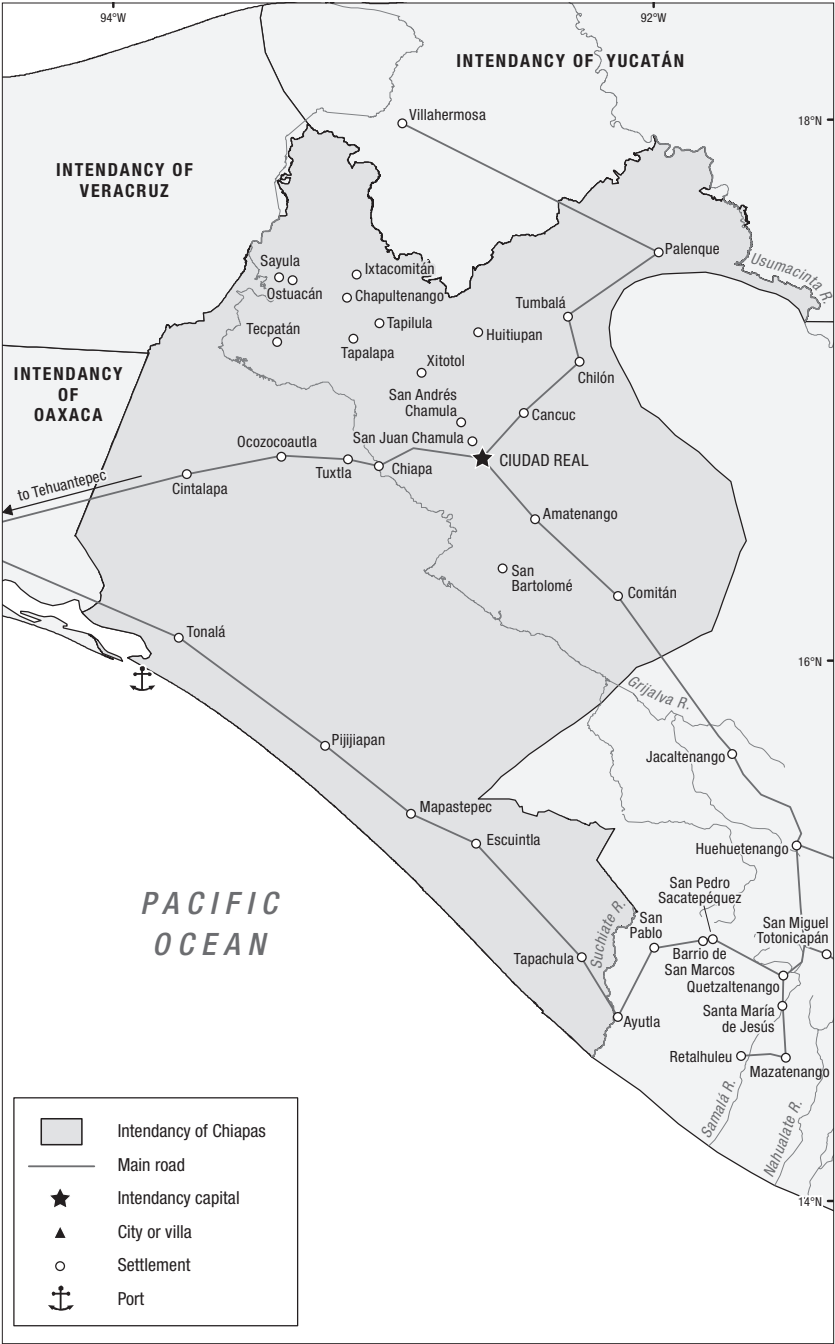 94°W
92°W
INTENDANCY OF YUCATÁN
Villahermosa
18°N
INTENDANCY OF
VERACRUZ
Palenque
Usumacinta R.
Sayula
Ostuacán
Ixtacomitán
Chapultenango
Tumbalá
Tecpatán
Tapilula
Tapalapa
Huitiupan
Xitotol
Chilón
INTENDANCY
OF
OAXACA
San Andrés
Chamula
Cancuc
San Juan Chamula
Ocozocoautla
Tuxtla
Chiapa
CIUDAD REAL
to Tehuantepec
Cintalapa
Amatenango
San
Bartolomé
Comitán
Tonalá
16°N
Grijalva R.
Pijijiapan
Jacaltenango
Mapastepec
Escuintla
Huehuetenango
PACIFIC
OCEAN
San Pedro
Sacatepéquez
San
Pablo
San Miguel
Totonicapán
Suchiate R.
Tapachula
Barrio de
San Marcos
Quetzaltenango
Santa María
de Jesús
Ayutla
Retalhuleu
Mazatenango
Samalá R.
Nahualate R.
14°N
Intendancy of Chiapas
Main road
Intendancy capital
City or villa
Settlement
Port